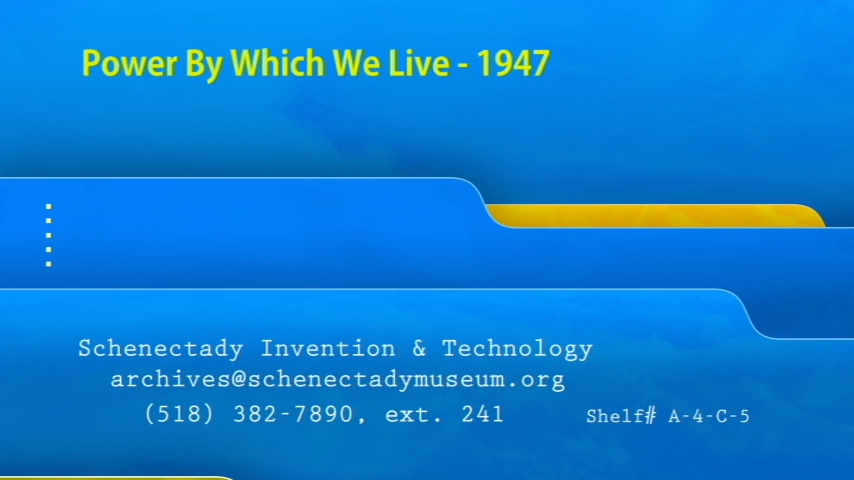 Power By Which We Live - 1947
Schenectady Invention & Technology
archives@schenectadymuseum.org
(518) 382-7890, ext. 241
Shelf# A-4-C-5